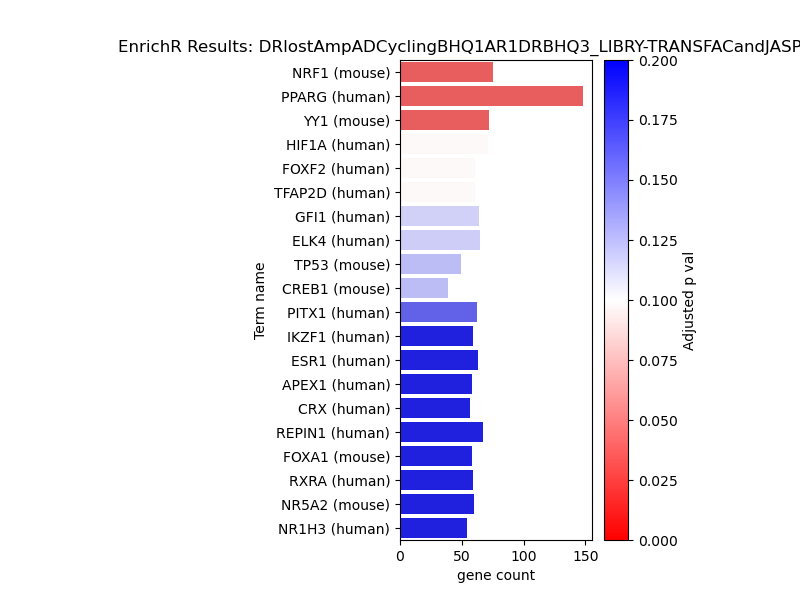 EnrichR Results: DRlostAmpADCyclingBHQ1AR1DRBHQ3_LIBRY-TRANSFACandJASP
NRF1 (mouse)
PPARG (human)
YY1 (mouse)
HIF1A (human)
FOXF2 (human)
TFAP2D (human)
GFI1 (human)
ELK4 (human)
TP53 (mouse)
CREB1 (mouse)
PITX1 (human)
IKZF1 (human)
ESR1 (human)
APEX1 (human)
CRX (human)
REPIN1 (human)
FOXA1 (mouse)
RXRA (human)
NR5A2 (mouse)
NR1H3 (human)
Term name
0 50 100 150
gene count
0.200
0.175
0.150
0.125
0.100
0.075
0.050
0.025
0.000
Adjusted p val